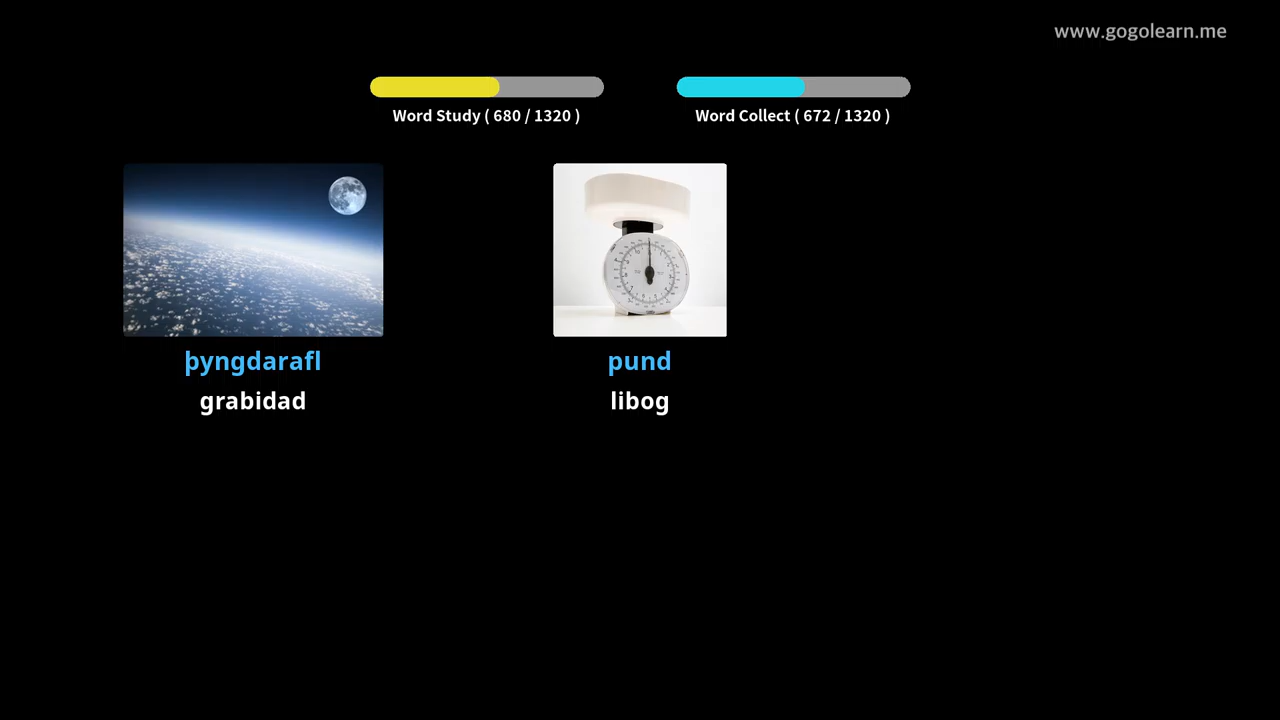 www.gogolearn.me
Word Study ( 680 / 1320 )
Word Collect ( 672 / 1320 )
þyngdarafl
grabidad
pund
libog